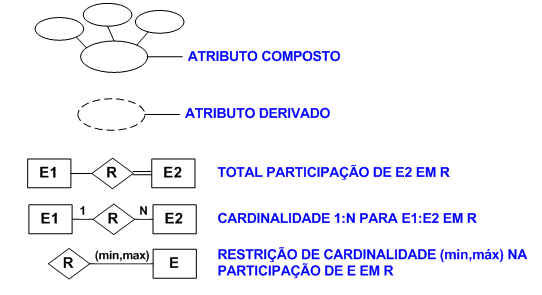 ATRIBUTO COMPOSTO
ATRIBUTO DERIVADO
E1 R E2 TOTAL PARTICIPAÇÃO DE E2 EM R
E1 1 R N E2 CARDINALIDADE 1:N PARA E1:E2 EM R
R (min,max) E RESTRIÇÃO DE CARDINALIDADE (min,máx) NA
PARTICIPAÇÃO DE E EM R